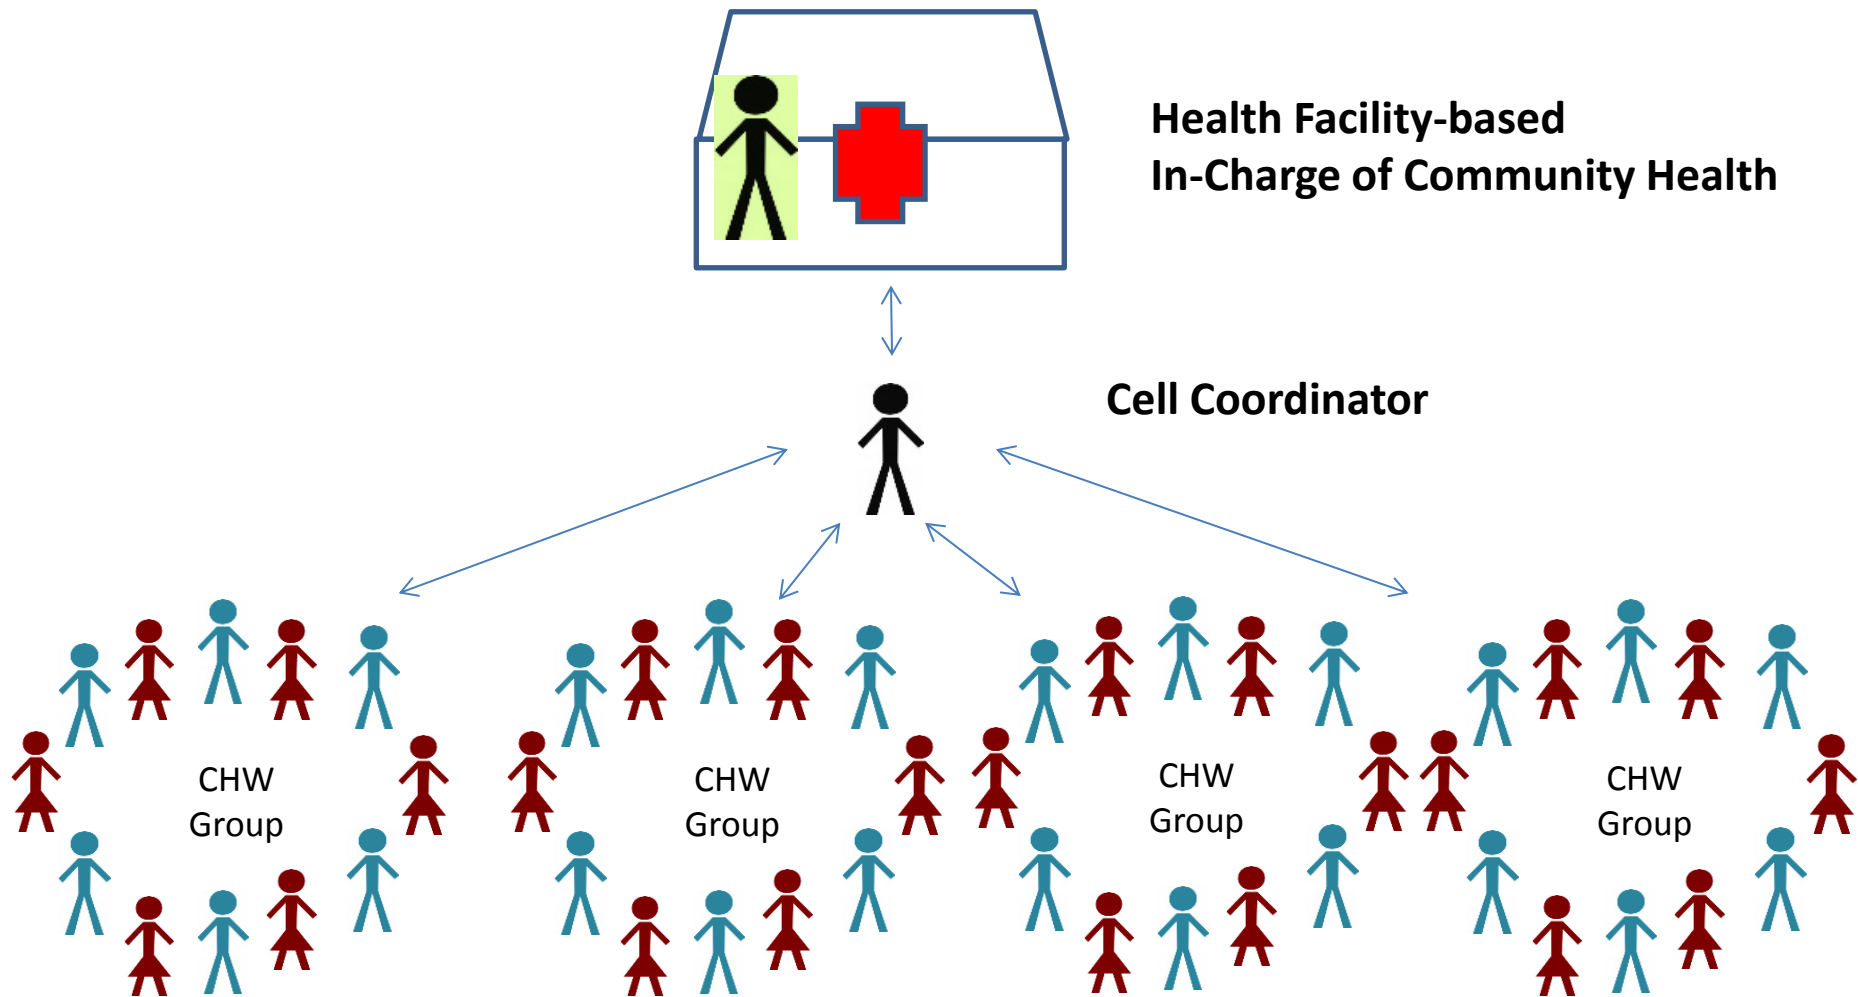 Health Facility-based
In-Charge of Community Health
Cell Coordinator
CHW
Group
CHW
Group
CHW
Group
CHW
Group